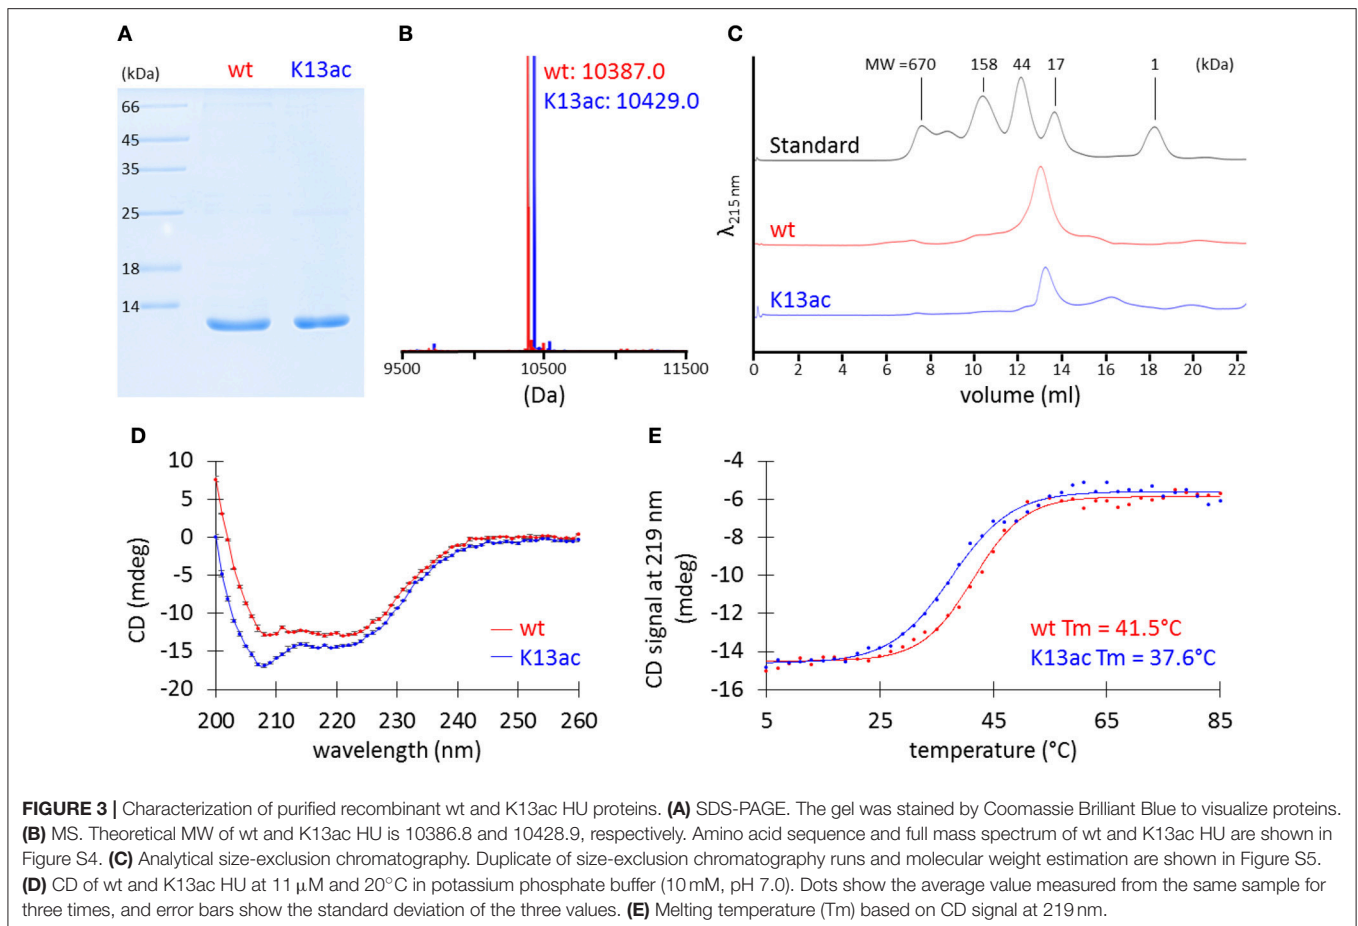 A
(kDa)
wt
K13ac
66
45
35
25
18
14
B
wt: 10387.0
K13ac: 10429.0
9500
10500
11500
(Da)
C
MW =670
158
44
17
1
(kDa)
Standard
wt
K13ac
λ215 nm
0
2
4
6
8
10
12
14
16
18
20
22
volume (ml)
D
10
5
0
-5
-10
-15
-20
CD (mdeg)
wt
K13ac
200
210
220
230
240
250
260
wavelength (nm)
E
-4
-6
-8
-10
-12
-14
-16
CD signal at 219 nm
(mdeg)
wt Tm = 41.5°C
K13ac Tm = 37.6°C
5
25
45
65
85
temperature (°C)
FIGURE 3 | Characterization of purified recombinant wt and K13ac HU proteins. (A) SDS-PAGE. The gel was stained by Coomassie Brilliant Blue to visualize proteins.
(B) MS. Theoretical MW of wt and K13ac HU is 10386.8 and 10428.9, respectively. Amino acid sequence and full mass spectrum of wt and K13ac HU are shown in
Figure S4. (C) Analytical size-exclusion chromatography. Duplicate of size-exclusion chromatography runs and molecular weight estimation are shown in Figure S5.
(D) CD of wt and K13ac HU at 11 μM and 20°C in potassium phosphate buffer (10 mM, pH 7.0). Dots show the average value measured from the same sample for
three times, and error bars show the standard deviation of the three values. (E) Melting temperature (Tm) based on CD signal at 219 nm.